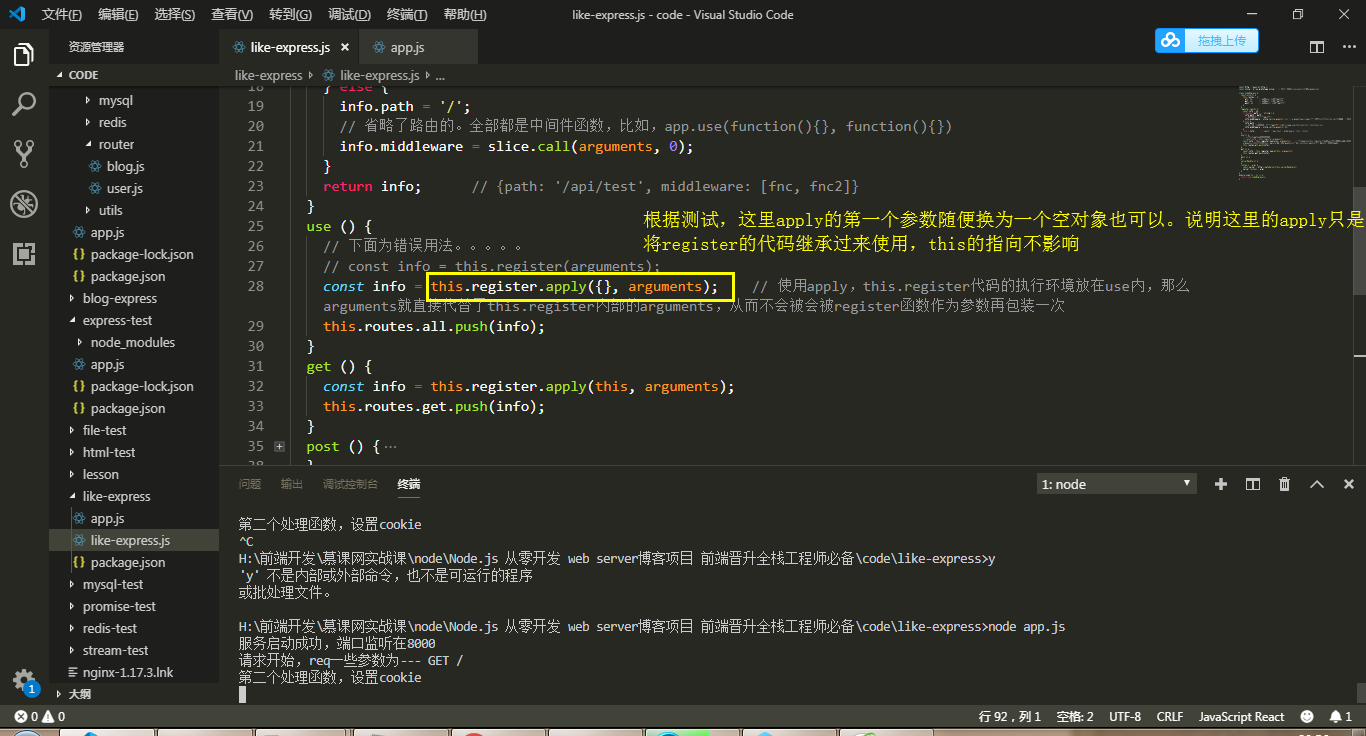 文件(F) 编辑(E) 选择(S) 查看(V) 转到(G) 调试(D) 终端(T) 帮助(H) like-express.js - code - Visual Studio Code
资源管理器
like-express.js
app.js
拖拽上传
CODE
like-express
like-express.js
...
mysql
redis
router
blog.js
user.js
utils
app.js
package-lock.json
package.json
blog-express
express-test
node_modules
app.js
package-lock.json
package.json
file-test
html-test
lesson
like-express
app.js
like-express.js
package.json
mysql-test
promise-test
redis-test
stream-test
nginx-1.17.3.lnk
大纲
1
18 } else {
19 info.path = '/';
20 // 省略了路由的。全部都是中间件函数，比如，app.use(function(){}, function(){})
21 info.middleware = slice.call(arguments, 0);
22 }
23 return info; // {path: '/api/test', middleware: [fnc, fnc2]}
24 }
25 use () {
26 // 下面为错误用法。。。。。
27 // const info = this.register(arguments);
28 const info = this.register.apply({}, arguments); // 使用apply，this.register代码的执行环境放在use内，那么
arguments就直接代替了this.register内部的arguments，从而不会被会被register函数作为参数再包装一次
29 this.routes.all.push(info);
30 }
31 get () {
32 const info = this.register.apply(this, arguments);
33 this.routes.get.push(info);
34 }
35 post () {…
38 }
根据测试，这里apply的第一个参数随便换为一个空对象也可以。说明这里的apply只是
将register的代码继承过来使用，this的指向不影响
问题 输出 调试控制台 终端
1: node
第二个处理函数，设置cookie
^C
H:\前端开发\慕课网实战课\node\Node.js 从零开发 web server博客项目 前端晋升全栈工程师必备\code\like-express>y
'y' 不是内部或外部命令，也不是可运行的程序
或批处理文件。
H:\前端开发\慕课网实战课\node\Node.js 从零开发 web server博客项目 前端晋升全栈工程师必备\code\like-express>node app.js
服务启动成功，端口监听在8000
请求开始，req一些参数为--- GET /
第二个处理函数，设置cookie
0 0
行 92，列 1 空格: 2 UTF-8 CRLF JavaScript React 1